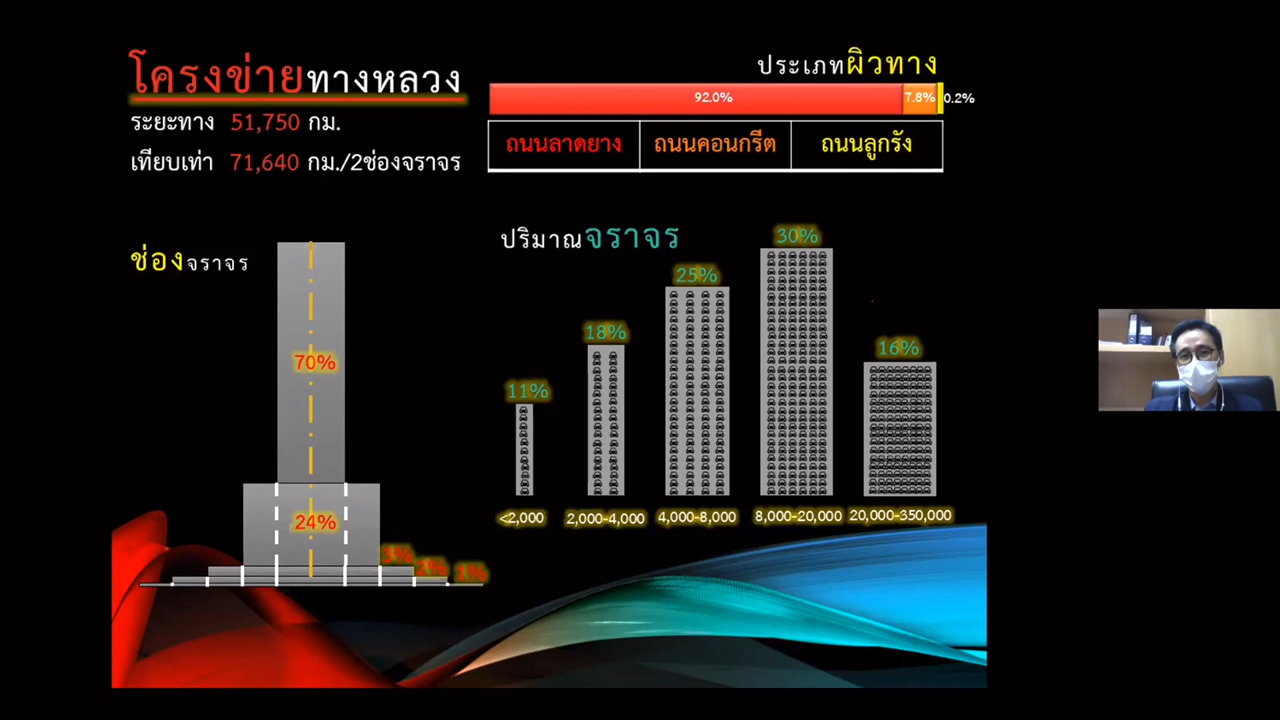 โครงข่ายทางหลวง
ระยะทาง 51,750 กม.
เทียบเท่า 71,640 กม./2ช่องจราจร
ประเภทผิวทาง
92.0% 7.8% 0.2%
ถนนลาดยาง ถนนคอนกรีต ถนนลูกรัง
ช่องจราจร
70%
24%
3%
2%
1%
ปริมาณจราจร
11% 18% 25% 30% 16%
<2,000 2,000-4,000 4,000-8,000 8,000-20,000 20,000-350,000